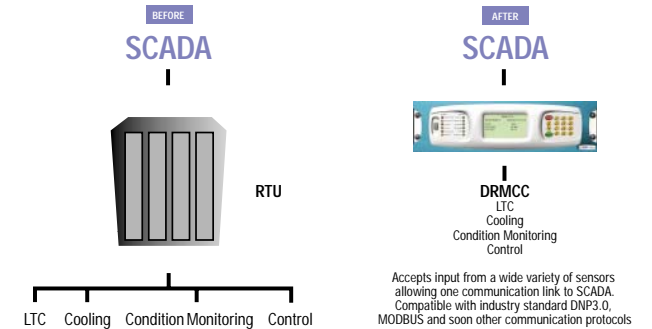 BEFORE
SCADA
RTU
LTC Cooling Condition Monitoring Control
AFTER
SCADA
DRMCC
LTC
Cooling
Condition Monitoring
Control
Accepts input from a wide variety of sensors
allowing one communication link to SCADA.
Compatible with industry standard DNP3.0,
MODBUS and soon other communication protocols